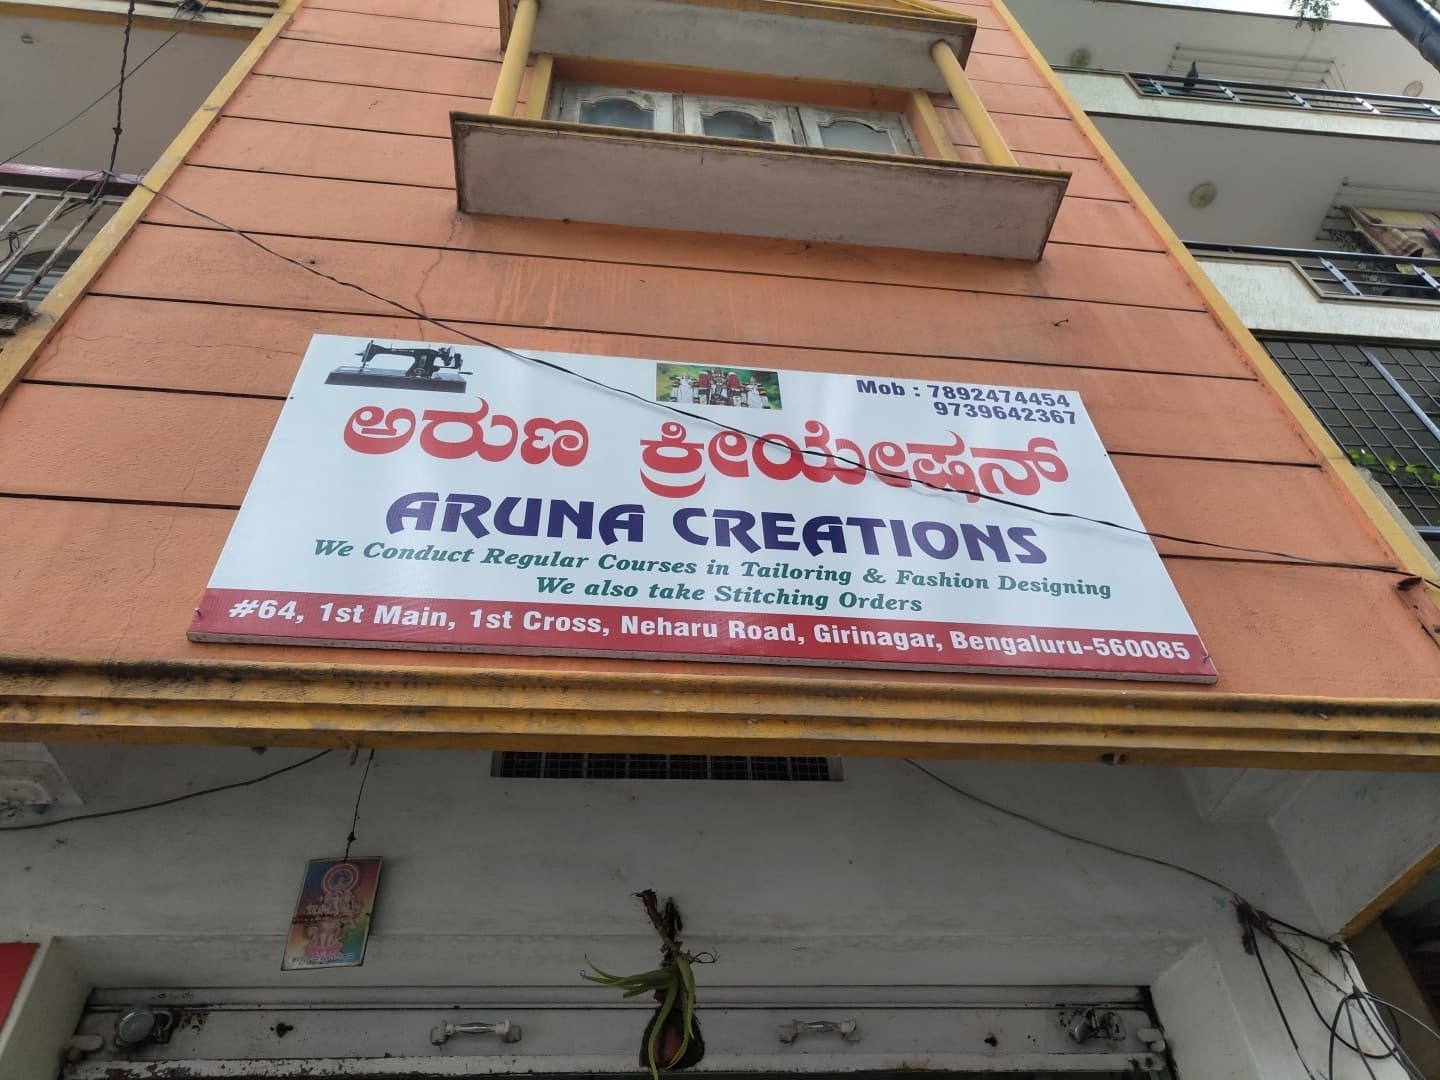 Mob : 7892474454
9739642367
ಅರುಣ ಕ್ರೀಯೇಷನ್
ARUNA CREATIONS
We Conduct Regular Courses in Tailoring & Fashion Designing
We also take Stitching Orders
#64, 1st Main, 1st Cross, Neharu Road, Girinagar, Bengaluru-560085